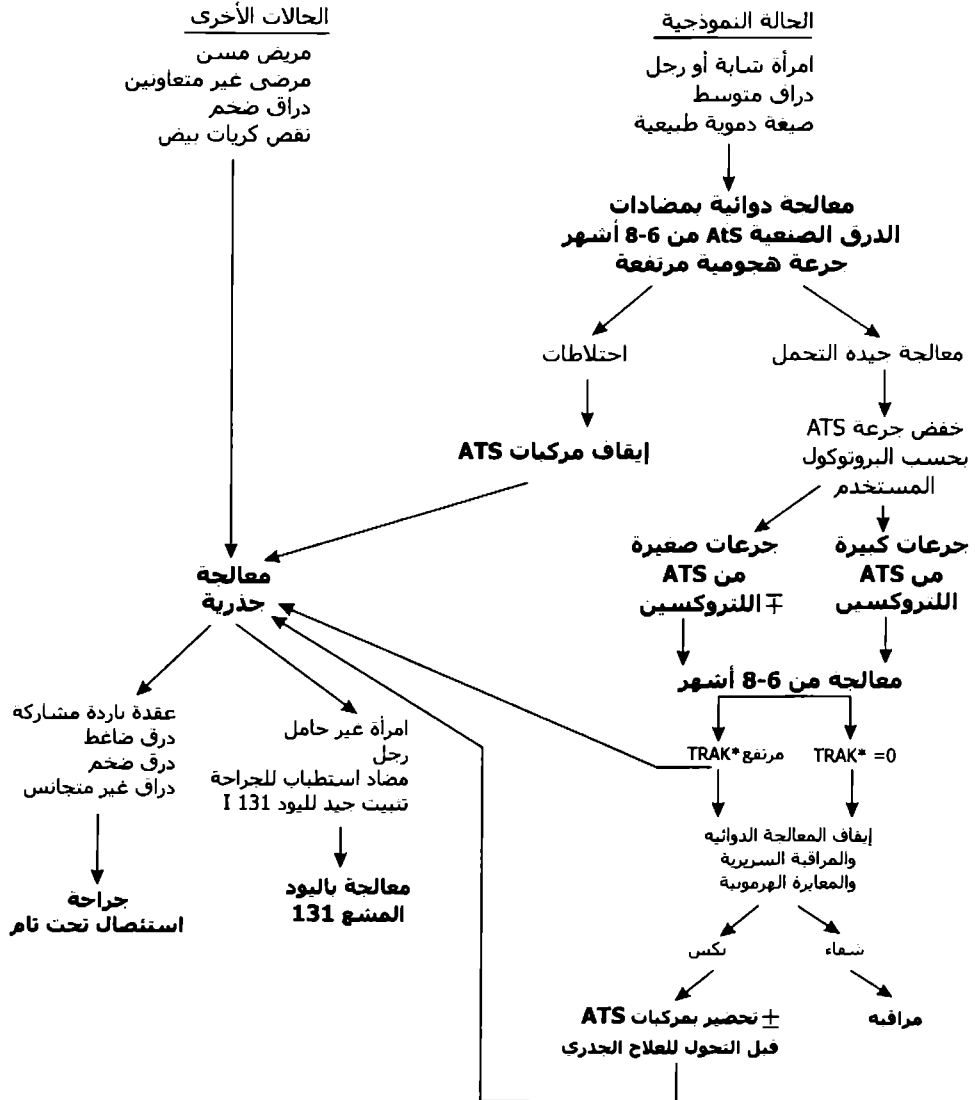 الحالة النموذجية
امرأة شابة أو رجل
دراق متوسط
صيغة دموية طبيعية
الحالات الأخرى
مريض مسن
مرضى غير متعاونين
دراق ضخم
نقص كريات بيض
معالجة دوائية بمضادات
الدرق الصنعية AtS من 6-8 أشهر
جرعة هجومية مرتفعة
معالجة جيده التحمل
احتلاطات
خفض جرعة ATS
بحسب البروتوكول
المستخدم
إيقاف مركبات ATS
جرعات كبيرة
من ATS
اللتروكسين
جرعات صغيرة
من ATS
∓ اللتروكسين
معالجة
جذرية
معالجة من 6-8 أشهر
TRAK* =0
مرتفع TRAK*
امرأة غير حامل
رجل
مضاد استطباب للجراحة
تثبيت جيد لليود I 131
عقدة باردة مشاركة
درق ضاغط
درق ضخم
دراق غير متجانس
إيقاف المعالجة الدوائيه
والمراقبة السريرية
والمعايرة الهرمونية
معالجة باليود
المشع 131
جراحة
استئصال تحت تام
شفاء
نكس
مراقبه
± تحضير بمركبات ATS
قبل التحول للعلاج الجذري